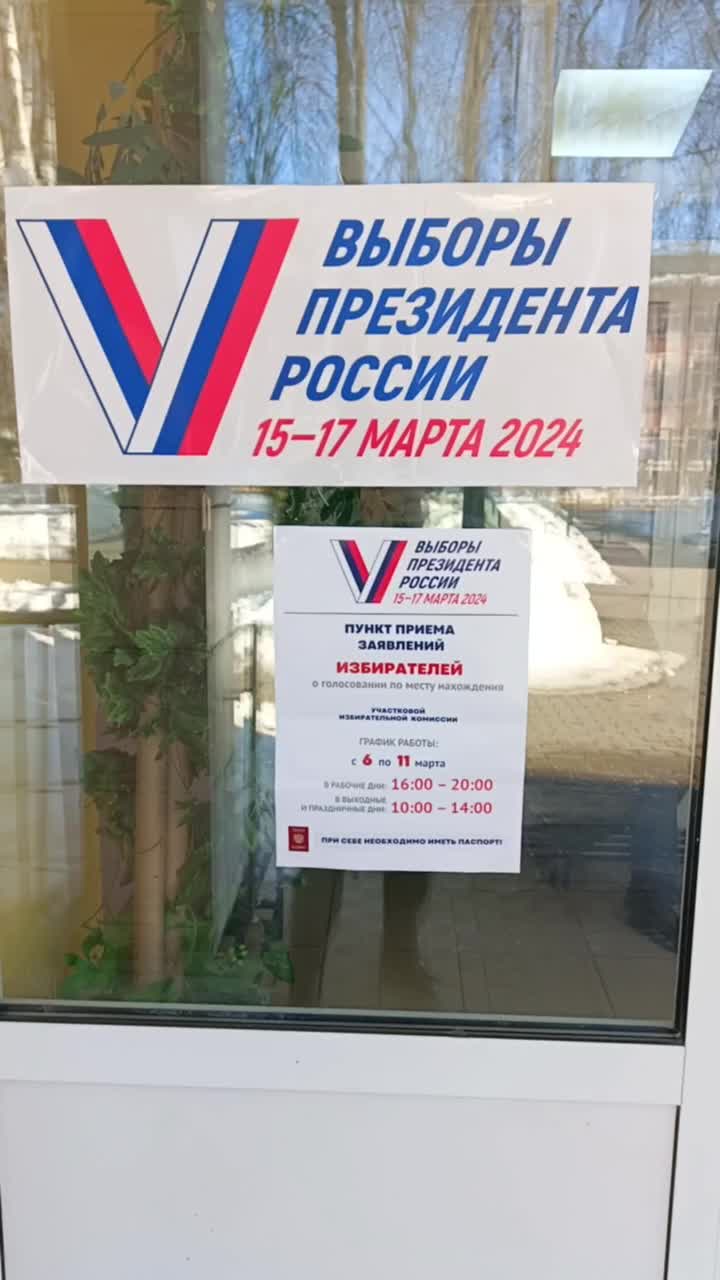 ВЫБОРЫ
ПРЕЗИДЕНТА
РОССИИ
15–17 МАРТА 2024
ВЫБОРЫ
ПРЕЗИДЕНТА
РОССИИ
15–17 МАРТА 2024
ПУНКТ ПРИЕМА
ЗАЯВЛЕНИЙ
ИЗБИРАТЕЛЕЙ
о голосовании по месту нахождения
УЧАСТКОВОЙ
ИЗБИРАТЕЛЬНОЙ КОМИССИИ
ГРАФИК РАБОТЫ:
с 6 по 11 марта
В РАБОЧИЕ ДНИ: 16:00 – 20:00
В ВЫХОДНЫЕ
И ПРАЗДНИЧНЫЕ ДНИ: 10:00 – 14:00
ПРИ СЕБЕ НЕОБХОДИМО ИМЕТЬ ПАСПОРТ!